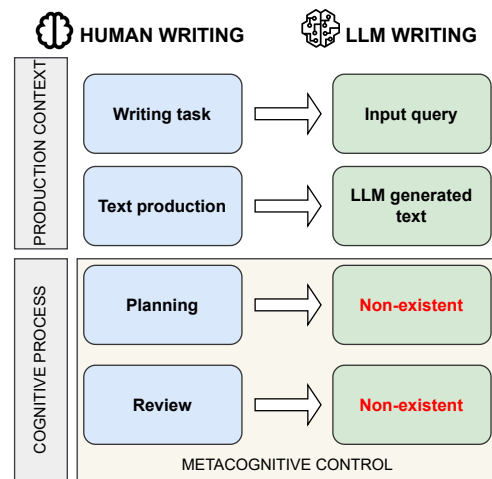 HUMAN WRITING
LLM WRITING
PRODUCTION CONTEXT
Writing task
Input query
Text production
LLM generated
text
COGNITIVE PROCESS
Planning
Non-existent
Review
Non-existent
METACOGNITIVE CONTROL